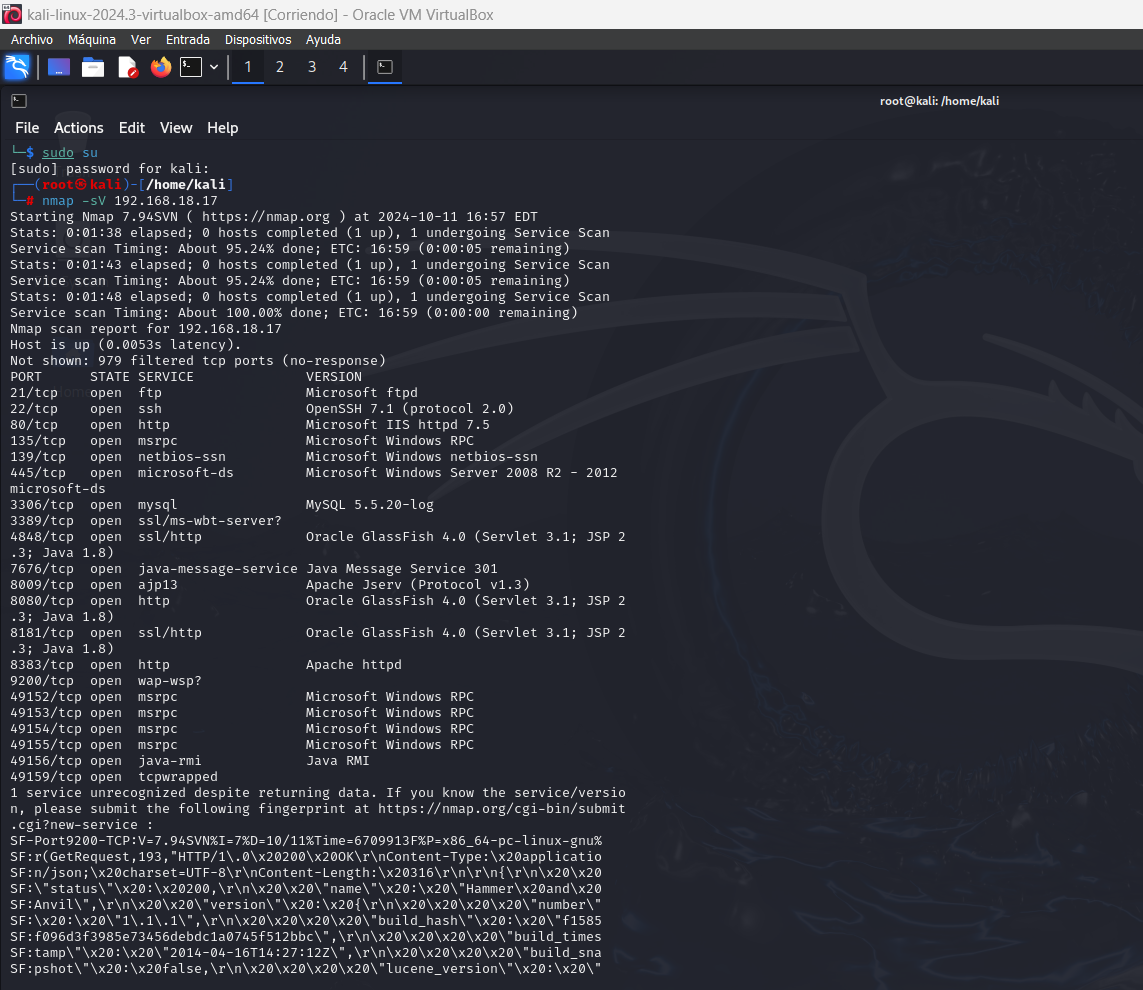 kali-linux-2024.3-virtualbox-amd64 [Corriendo] - Oracle VM VirtualBox
Archivo Máquina Ver Entrada Dispositivos Ayuda
1 2 3 4
root@kali: /home/kali
File Actions Edit View Help
└─$ sudo su
[sudo] password for kali:
┌──(root㉿kali)-[/home/kali]
└─# nmap -sV 192.168.18.17
Starting Nmap 7.94SVN ( https://nmap.org ) at 2024-10-11 16:57 EDT
Stats: 0:01:38 elapsed; 0 hosts completed (1 up), 1 undergoing Service Scan
Service scan Timing: About 95.24% done; ETC: 16:59 (0:00:05 remaining)
Stats: 0:01:43 elapsed; 0 hosts completed (1 up), 1 undergoing Service Scan
Service scan Timing: About 95.24% done; ETC: 16:59 (0:00:05 remaining)
Stats: 0:01:48 elapsed; 0 hosts completed (1 up), 1 undergoing Service Scan
Service scan Timing: About 100.00% done; ETC: 16:59 (0:00:00 remaining)
Nmap scan report for 192.168.18.17
Host is up (0.0053s latency).
Not shown: 979 filtered tcp ports (no-response)
PORT      STATE SERVICE              VERSION
21/tcp    open  ftp                  Microsoft ftpd
22/tcp    open  ssh                  OpenSSH 7.1 (protocol 2.0)
80/tcp    open  http                 Microsoft IIS httpd 7.5
135/tcp   open  msrpc                Microsoft Windows RPC
139/tcp   open  netbios-ssn          Microsoft Windows netbios-ssn
445/tcp   open  microsoft-ds         Microsoft Windows Server 2008 R2 - 2012
microsoft-ds
3306/tcp  open  mysql                MySQL 5.5.20-log
3389/tcp  open  ssl/ms-wbt-server?
4848/tcp  open  ssl/http             Oracle GlassFish 4.0 (Servlet 3.1; JSP 2
.3; Java 1.8)
7676/tcp  open  java-message-service Java Message Service 301
8009/tcp  open  ajp13                Apache Jserv (Protocol v1.3)
8080/tcp  open  http                 Oracle GlassFish 4.0 (Servlet 3.1; JSP 2
.3; Java 1.8)
8181/tcp  open  ssl/http             Oracle GlassFish 4.0 (Servlet 3.1; JSP 2
.3; Java 1.8)
8383/tcp  open  http                 Apache httpd
9200/tcp  open  wap-wsp?
49152/tcp open  msrpc                Microsoft Windows RPC
49153/tcp open  msrpc                Microsoft Windows RPC
49154/tcp open  msrpc                Microsoft Windows RPC
49155/tcp open  msrpc                Microsoft Windows RPC
49156/tcp open  java-rmi             Java RMI
49159/tcp open  tcpwrapped
1 service unrecognized despite returning data. If you know the service/versio
n, please submit the following fingerprint at https://nmap.org/cgi-bin/submit
.cgi?new-service :
SF-Port9200-TCP:V=7.94SVN%I=7%D=10/11%Time=6709913F%P=x86_64-pc-linux-gnu%
SF:r(GetRequest,193,"HTTP/1\.0\x20200\x20OK\r\nContent-Type:\x20applicatio
SF:n/json;\x20charset=UTF-8\r\nContent-Length:\x20316\r\n\r\n{\r\n\x20\x20
SF:\"status\"\x20:\x20200,\r\n\x20\x20\"name\"\x20:\x20\"Hammer\x20and\x20
SF:Anvil\",\r\n\x20\x20\"version\"\x20:\x20{\r\n\x20\x20\x20\x20\"number\"
SF:\x20:\x20\"1\.1\.1\",\r\n\x20\x20\x20\x20\"build_hash\"\x20:\x20\"f1585
SF:f096d3f3985e73456debdc1a0745f512bbc\",\r\n\x20\x20\x20\x20\"build_times
SF:tamp\"\x20:\x20\"2014-04-16T14:27:12Z\",\r\n\x20\x20\x20\x20\"build_sna
SF:pshot\"\x20:\x20false,\r\n\x20\x20\x20\x20\"lucene_version\"\x20:\x20\"